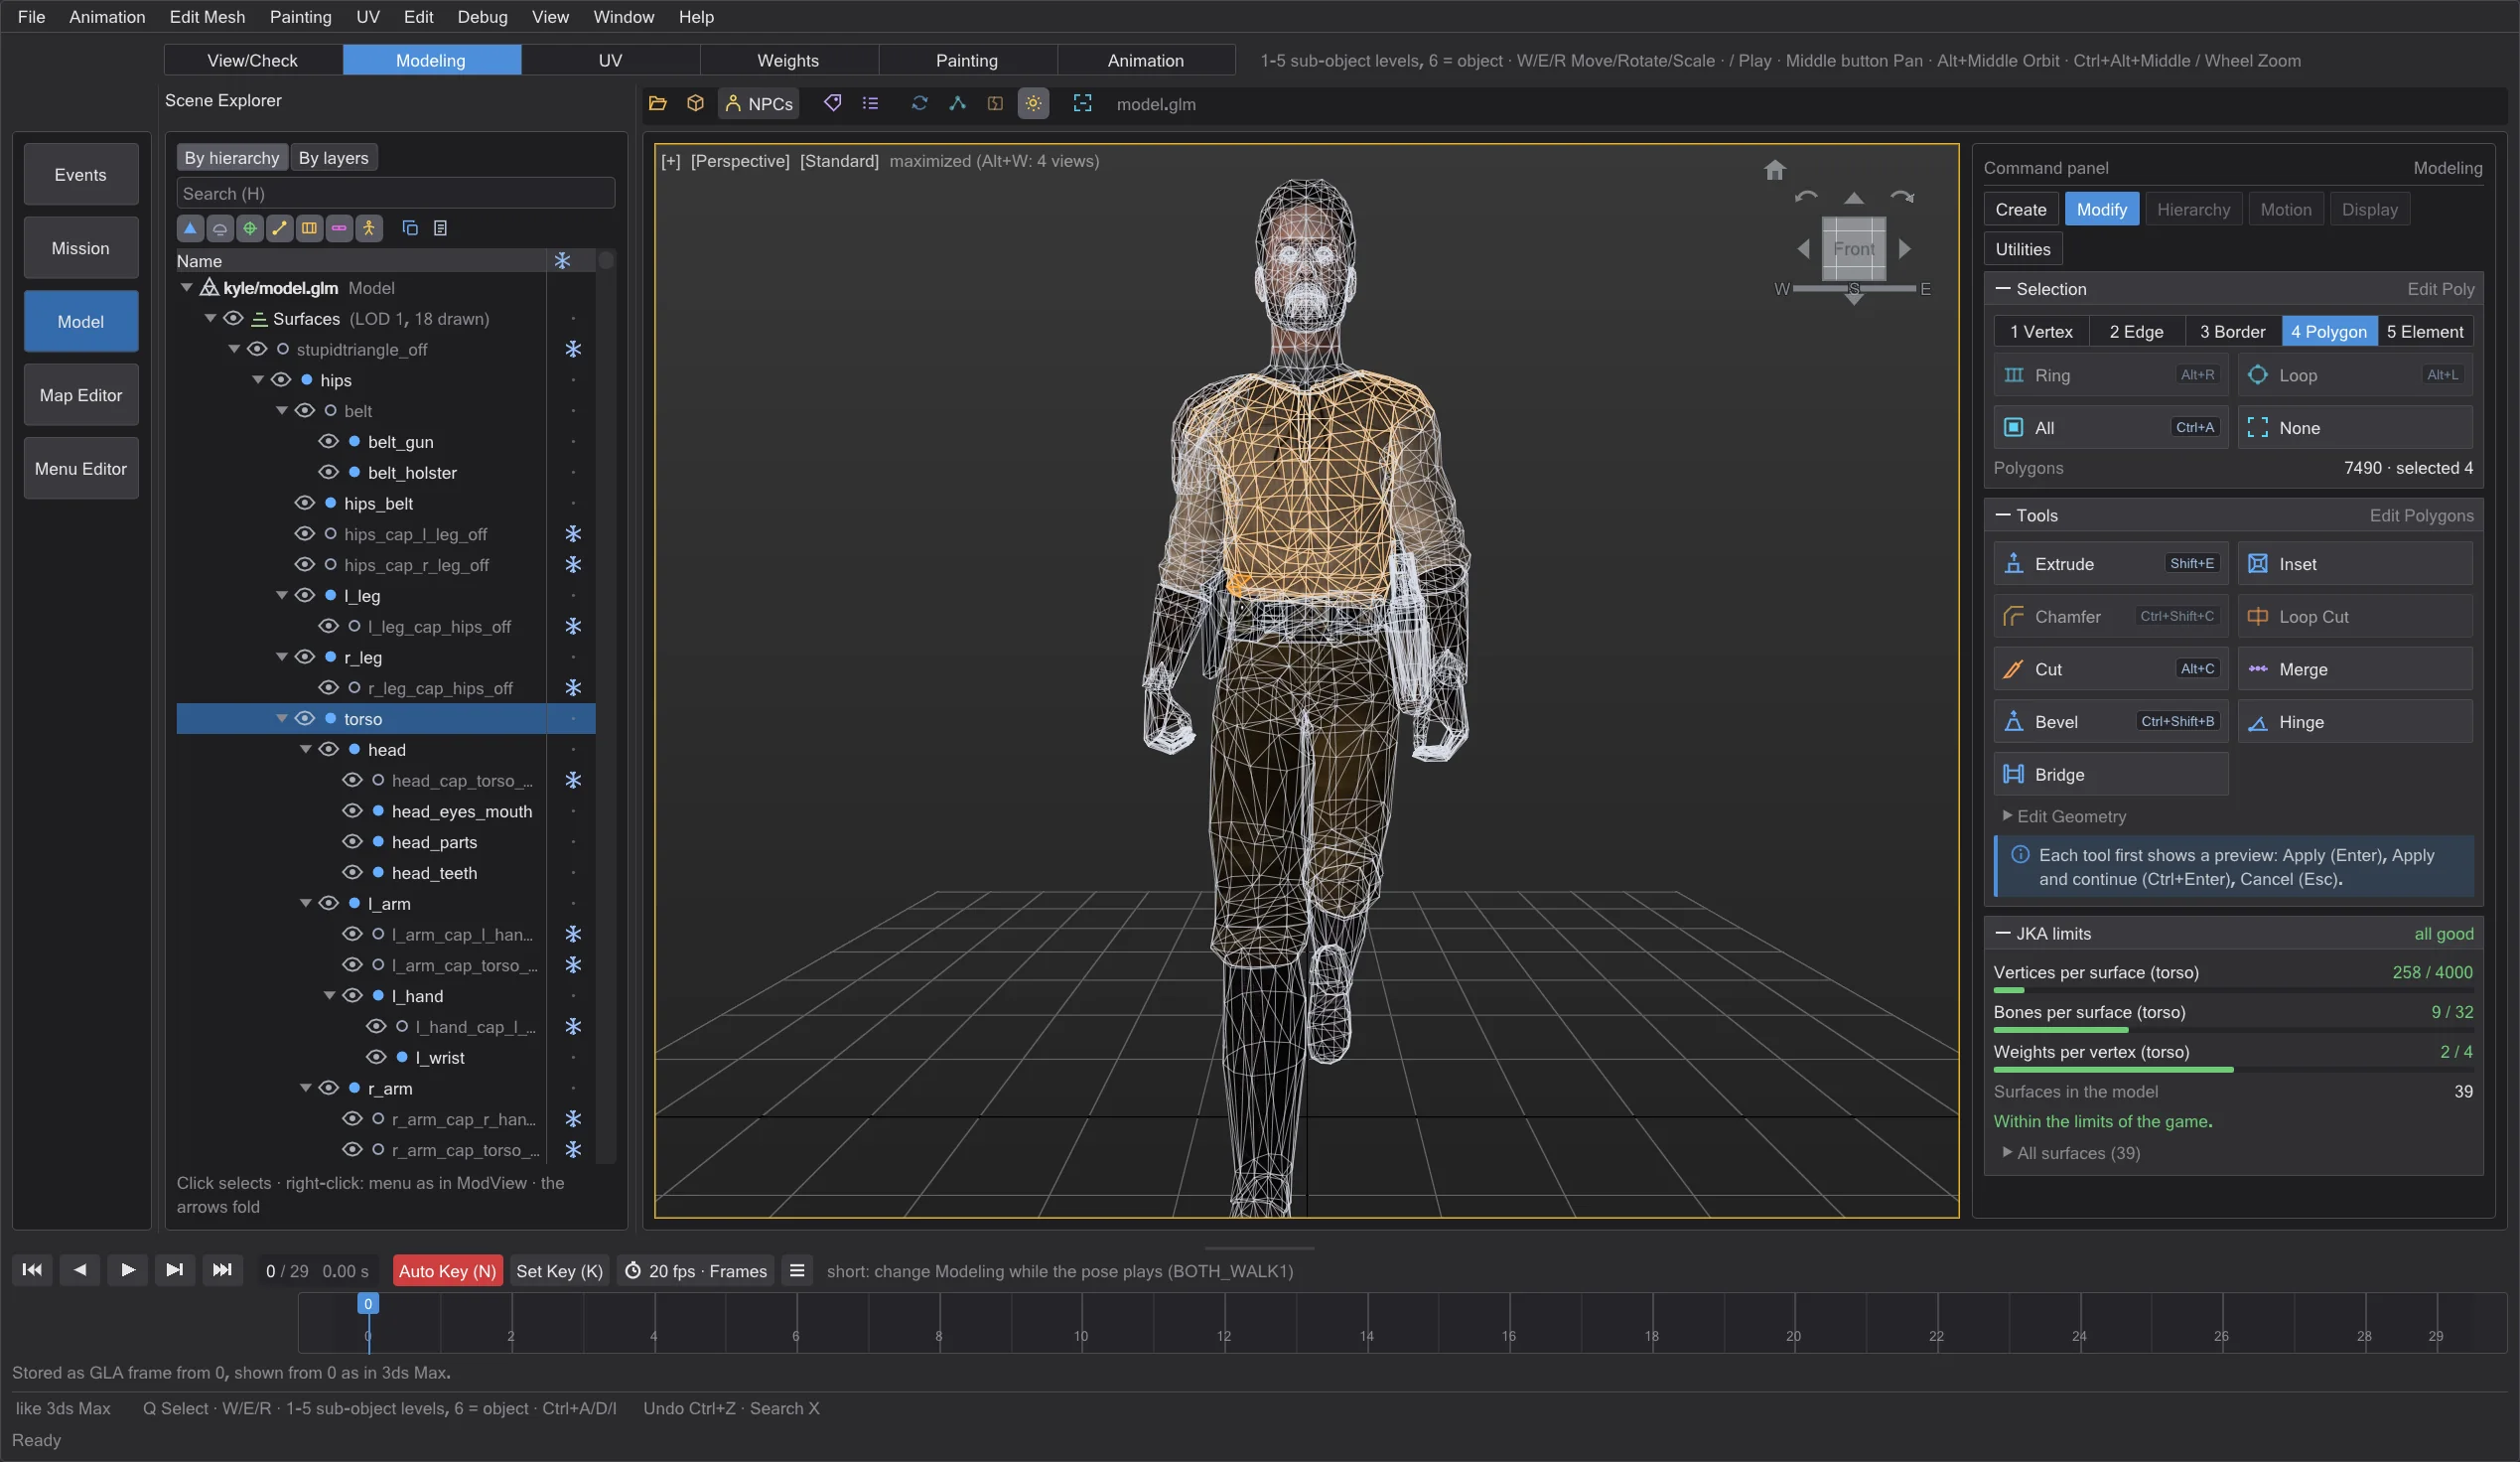 File Animation Edit Mesh Painting UV Edit Debug View Window Help
View/Check Modeling UV Weights Painting Animation 1-5 sub-object levels, 6 = object · W/E/R Move/Rotate/Scale · / Play · Middle button Pan · Alt+Middle Orbit · Ctrl+Alt+Middle / Wheel Zoom
Scene Explorer
NPCs model.glm
Events
Mission
Model
Map Editor
Menu Editor
By hierarchy By layers
Search (H)
Name
kyle/model.glm Model
Surfaces (LOD 1, 18 drawn)
stupidtriangle_off
hips
belt
belt_gun
belt_holster
hips_belt
hips_cap_l_leg_off
hips_cap_r_leg_off
l_leg
l_leg_cap_hips_off
r_leg
r_leg_cap_hips_off
torso
head
head_cap_torso_...
head_eyes_mouth
head_parts
head_teeth
l_arm
l_arm_cap_l_han...
l_arm_cap_torso_...
l_hand
l_hand_cap_l_...
l_wrist
r_arm
r_arm_cap_r_han...
r_arm_cap_torso_...
Click selects · right-click: menu as in ModView · the
arrows fold
[+] [Perspective] [Standard] maximized (Alt+W: 4 views)
Front
W S E
Command panel Modeling
Create Modify Hierarchy Motion Display
Utilities
Selection Edit Poly
1 Vertex 2 Edge 3 Border 4 Polygon 5 Element
Ring Alt+R Loop Alt+L
All Ctrl+A None
Polygons 7490 · selected 4
Tools Edit Polygons
Extrude Shift+E Inset
Chamfer Ctrl+Shift+C Loop Cut
Cut Alt+C Merge
Bevel Ctrl+Shift+B Hinge
Bridge
Edit Geometry
Each tool first shows a preview: Apply (Enter), Apply
and continue (Ctrl+Enter), Cancel (Esc).
JKA limits all good
Vertices per surface (torso) 258 / 4000
Bones per surface (torso) 9 / 32
Weights per vertex (torso) 2 / 4
Surfaces in the model 39
Within the limits of the game.
All surfaces (39)
0 / 29 0.00 s Auto Key (N) Set Key (K) 20 fps · Frames short: change Modeling while the pose plays (BOTH_WALK1)
0
0 2 4 6 8 10 12 14 16 18 20 22 24 26 28 29
Stored as GLA frame from 0, shown from 0 as in 3ds Max.
like 3ds Max Q Select · W/E/R · 1-5 sub-object levels, 6 = object · Ctrl+A/D/I Undo Ctrl+Z · Search X
Ready